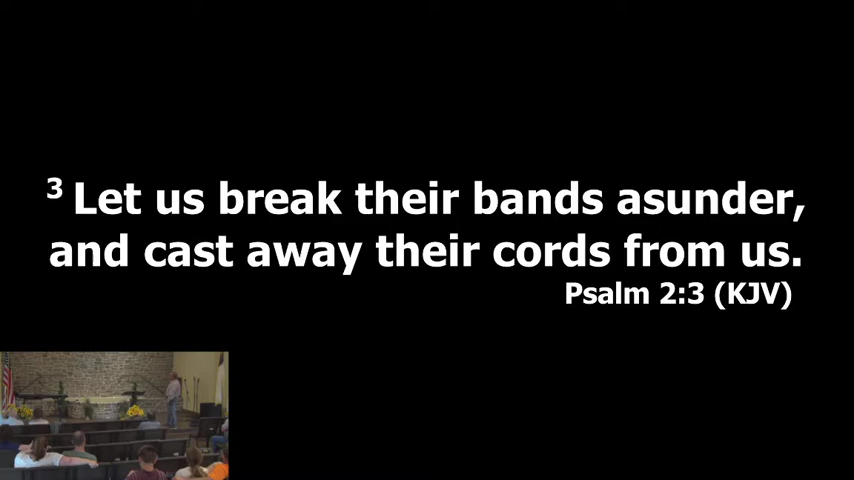 3 Let us break their bands asunder,
and cast away their cords from us.
Psalm 2:3 (KJV)